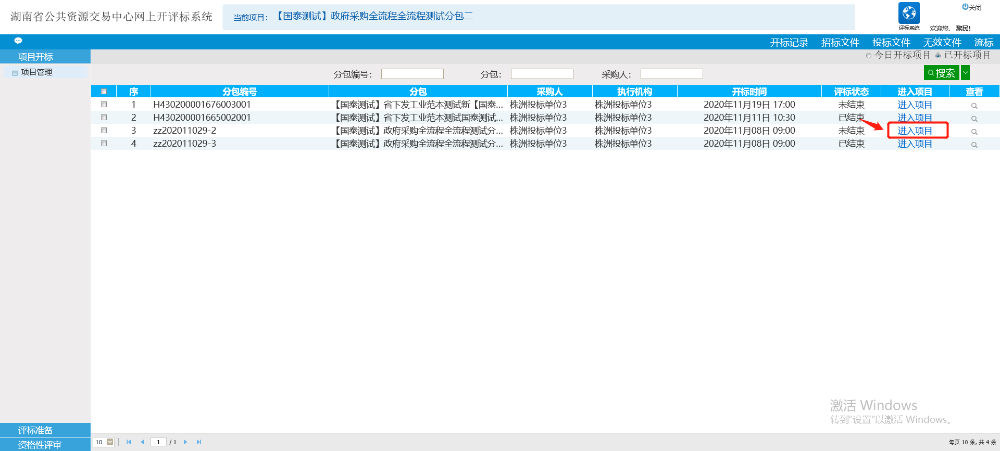 湖南省公共资源交易中心网上开评标系统
当前项目： 【国泰测试】政府采购全流程全流程测试分包二
评标系统
关闭
欢迎您， 黎民!
开标记录 招标文件 投标文件 无效文件 流标
项目开标
今日开标项目 已开标项目
项目管理
分包编号： 分包： 采购人： 搜索
序 分包编号 分包 采购人 执行机构 开标时间 评标状态 进入项目 查看
1 H430200001676003001 【国泰测试】省下发工业范本测试新【国泰... 株洲投标单位3 株洲投标单位3 2020年11月19日 17:00 未结束 进入项目
2 H430200001665002001 【国泰测试】省下发工业范本测试国泰测试... 株洲投标单位3 株洲投标单位3 2020年11月11日 10:30 已结束 进入项目
3 zz202011029-2 【国泰测试】政府采购全流程全流程测试分... 株洲投标单位3 株洲投标单位3 2020年11月08日 09:00 未结束 进入项目
4 zz202011029-3 【国泰测试】政府采购全流程全流程测试分... 株洲投标单位3 株洲投标单位3 2020年11月08日 09:00 已结束 进入项目
激活 Windows
转到“设置”以激活 Windows。
评标准备
资格性评审
10 1 / 1
每页 10 条, 共 4 条